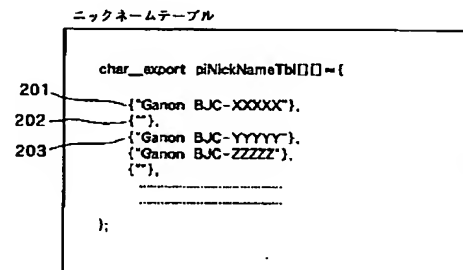 ニックネームテーブル
char__export piNickNameTbl[][]={
201 {"Ganon BJC-XXXXX"},
202 {""},
203 {"Ganon BJC-YYYYY"},
{"Ganon BJC-ZZZZZ"},
{""},
};